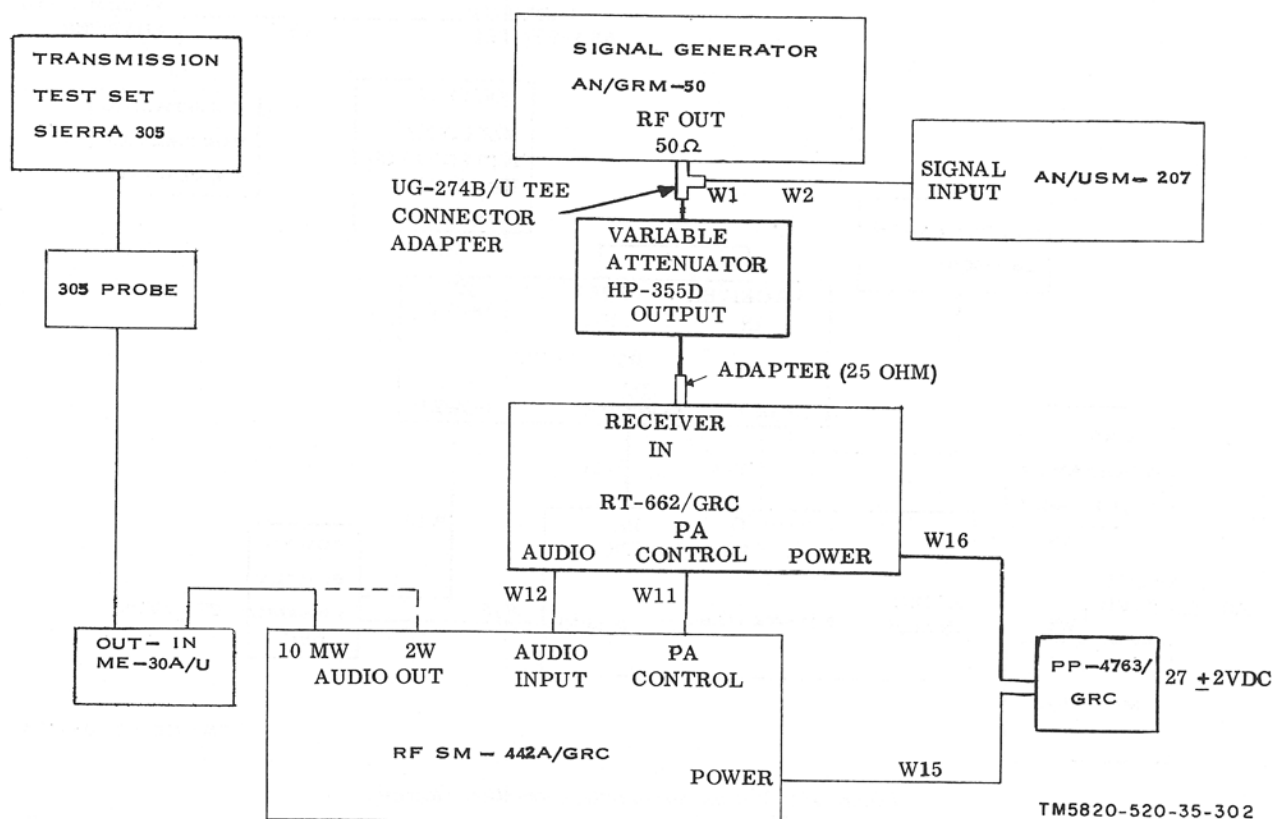 TRANSMISSION
TEST SET
SIERRA 305
305 PROBE
SIGNAL GENERATOR
AN/GRM-50
RF OUT
50Ω
UG-274B/U TEE
CONNECTOR
ADAPTER
W1
W2
SIGNAL
INPUT
AN/USM-207
VARIABLE
ATTENUATOR
HP-355D
OUTPUT
ADAPTER (25 OHM)
RECEIVER
IN
RT-662/GRC
PA
AUDIO
CONTROL
POWER
W16
W12
W11
OUT- IN
ME-30A/U
10 MW
2W
AUDIO OUT
AUDIO
INPUT
PA
CONTROL
RF SM-442A/GRC
POWER
W15
PP-4763/
GRC
27 ±2VDC
TM5820-520-35-302